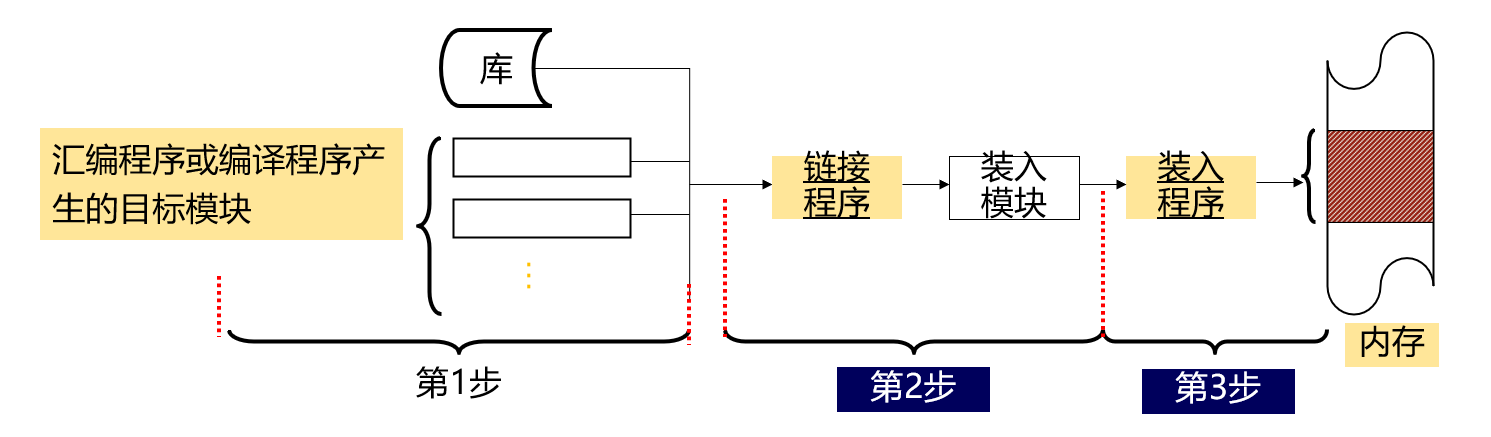 库
汇编程序或编译程序产
生的目标模块
链接
程序
装入
模块
装入
程序
内存
第1步
第2步
第3步